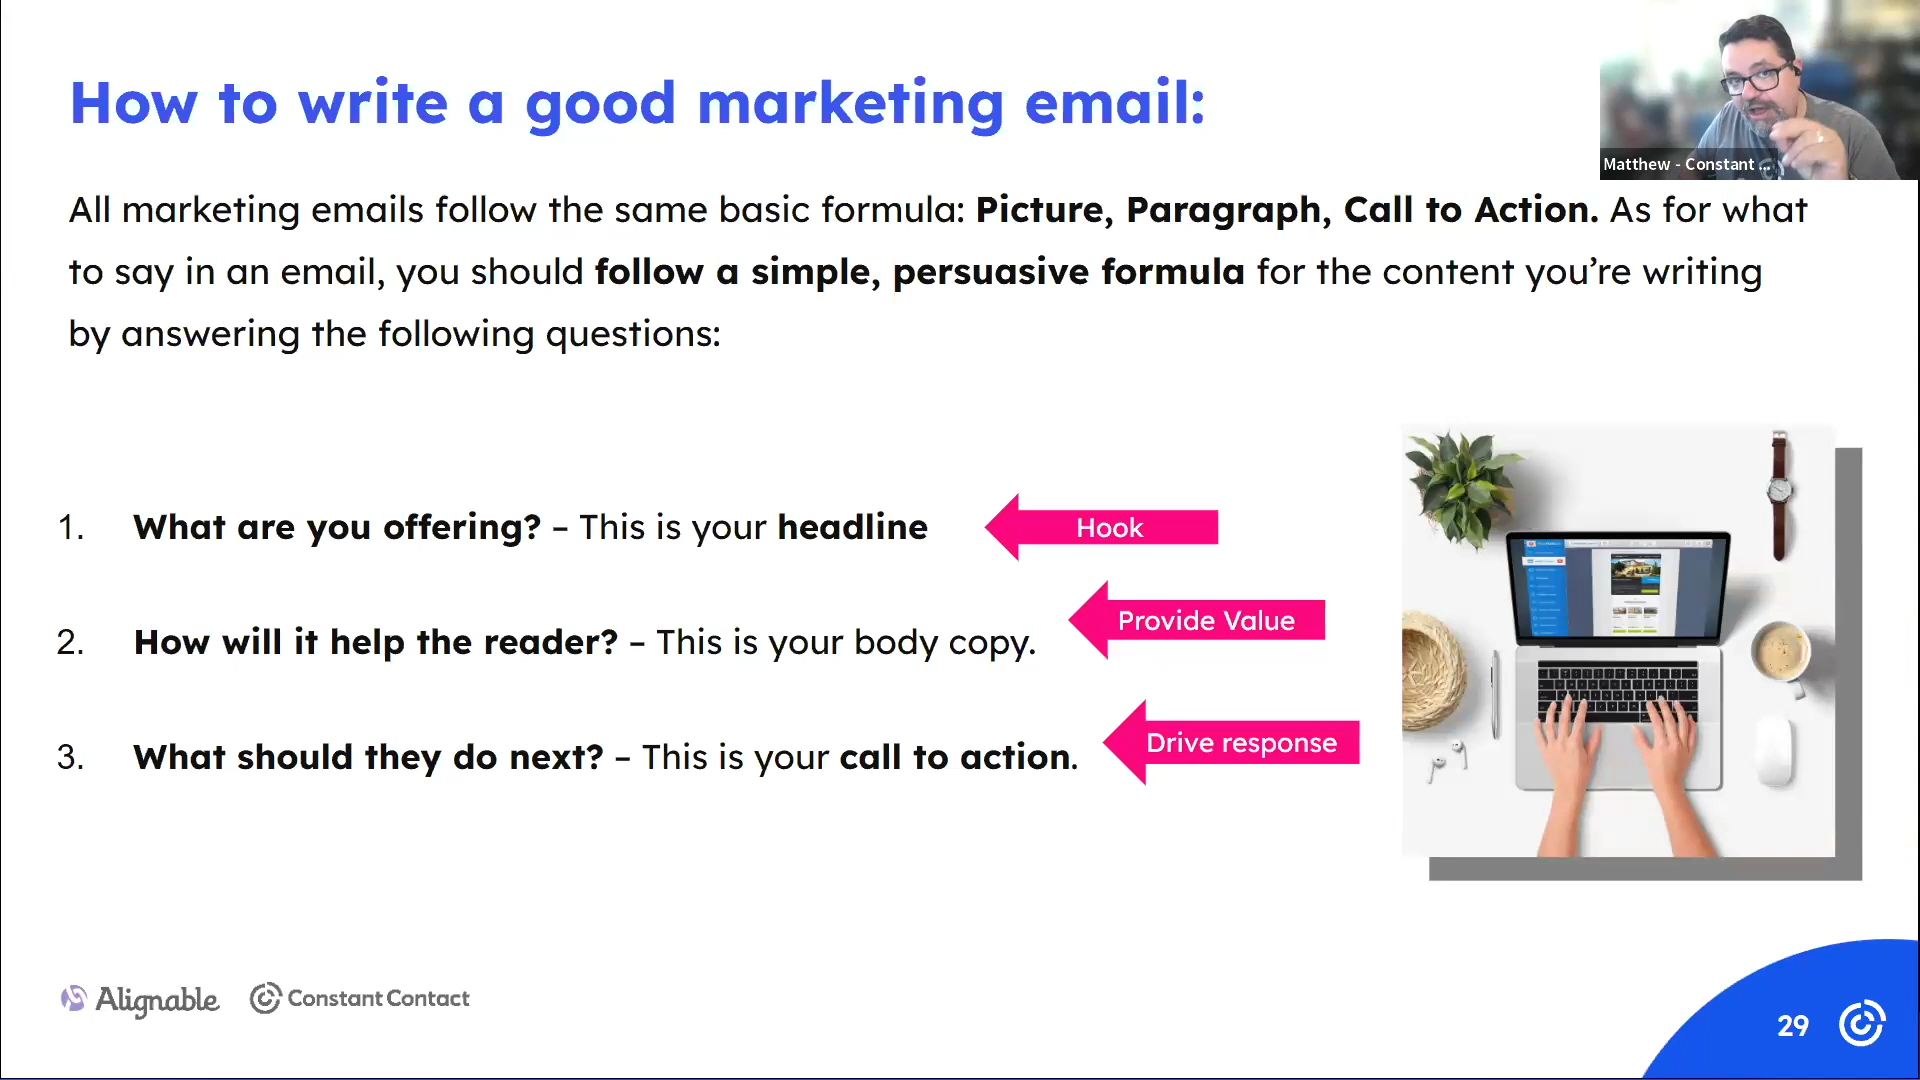 How to write a good marketing email:
Matthew - Constant ...
All marketing emails follow the same basic formula: Picture, Paragraph, Call to Action. As for what
to say in an email, you should follow a simple, persuasive formula for the content you’re writing
by answering the following questions:
1. What are you offering? – This is your headline
Hook
2. How will it help the reader? – This is your body copy.
Provide Value
3. What should they do next? – This is your call to action.
Drive response
Alignable
Constant Contact
29